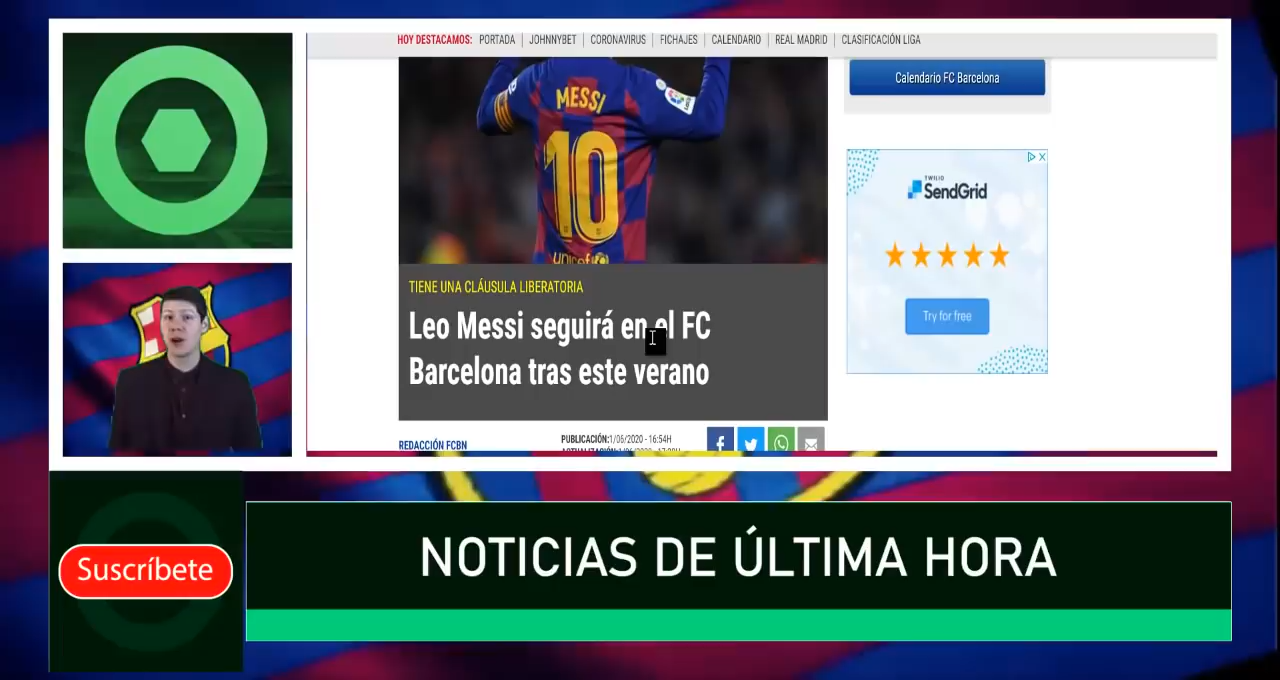 HOY DESTACAMOS: PORTADA JOHNNYBET CORONAVIRUS FICHAJES CALENDARIO REAL MADRID CLASIFICACIÓN LIGA
Calendario FC Barcelona
MESSI
10
unicef
LaLiga
TWILIO
SendGrid
Try for free
TIENE UNA CLÁUSULA LIBERATORIA
Leo Messi seguirá en el FC
Barcelona tras este verano
REDACCIÓN FCBN
PUBLICACIÓN:1/06/2020 - 16:54H
Suscríbete
NOTICIAS DE ÚLTIMA HORA